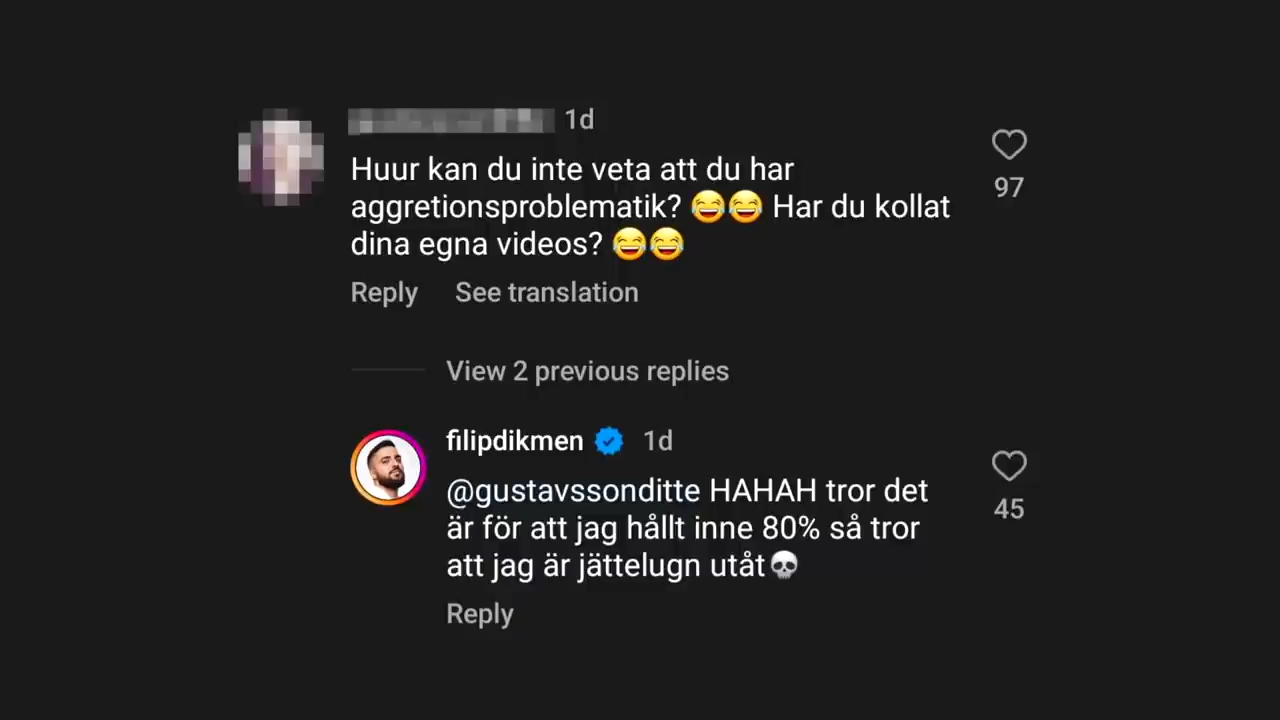 1d
Huur kan du inte veta att du har
aggretionsproblematik? 😂😂 Har du kollat
dina egna videos? 😂😂
97
Reply See translation
View 2 previous replies
filipdikmen 1d
@gustavssonditte HAHAH tror det
är för att jag hållt inne 80% så tror
att jag är jättelugn utåt💀
45
Reply